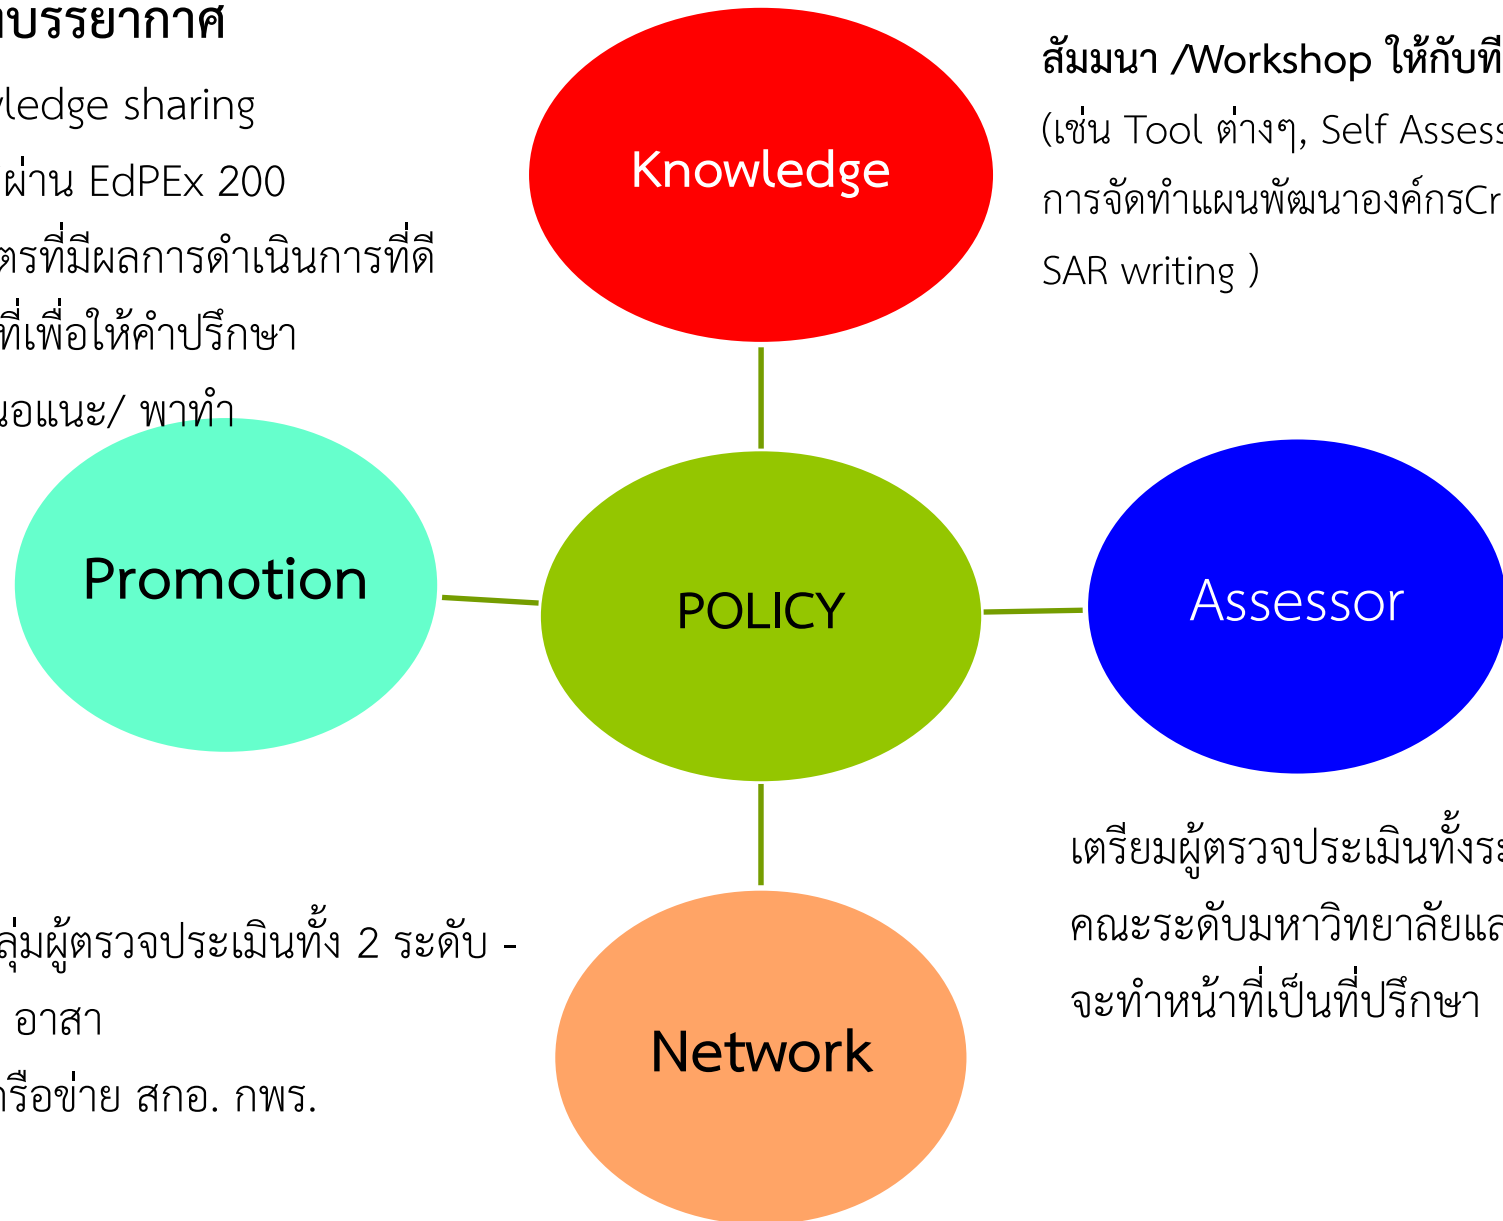 บรรยากาศ
ledge sharing
ผ่าน EdPEx 200
ตรที่มีผลการดำเนินการที่ดี
ที่เพื่อให้คำปรึกษา
นอแนะ/ พาทำ
Knowledge
สัมมนา /Workshop ให้กับที
(เช่น Tool ต่างๆ, Self Assess
การจัดทำแผนพัฒนาองค์กรCr
SAR writing )
Promotion
POLICY
Assessor
ลุ่มผู้ตรวจประเมินทั้ง 2 ระดับ -
อาสา
ครือข่าย สกอ. กพร.
Network
เตรียมผู้ตรวจประเมินทั้งระ
คณะระดับมหาวิทยาลัยแล
จะทำหน้าที่เป็นที่ปรึกษา